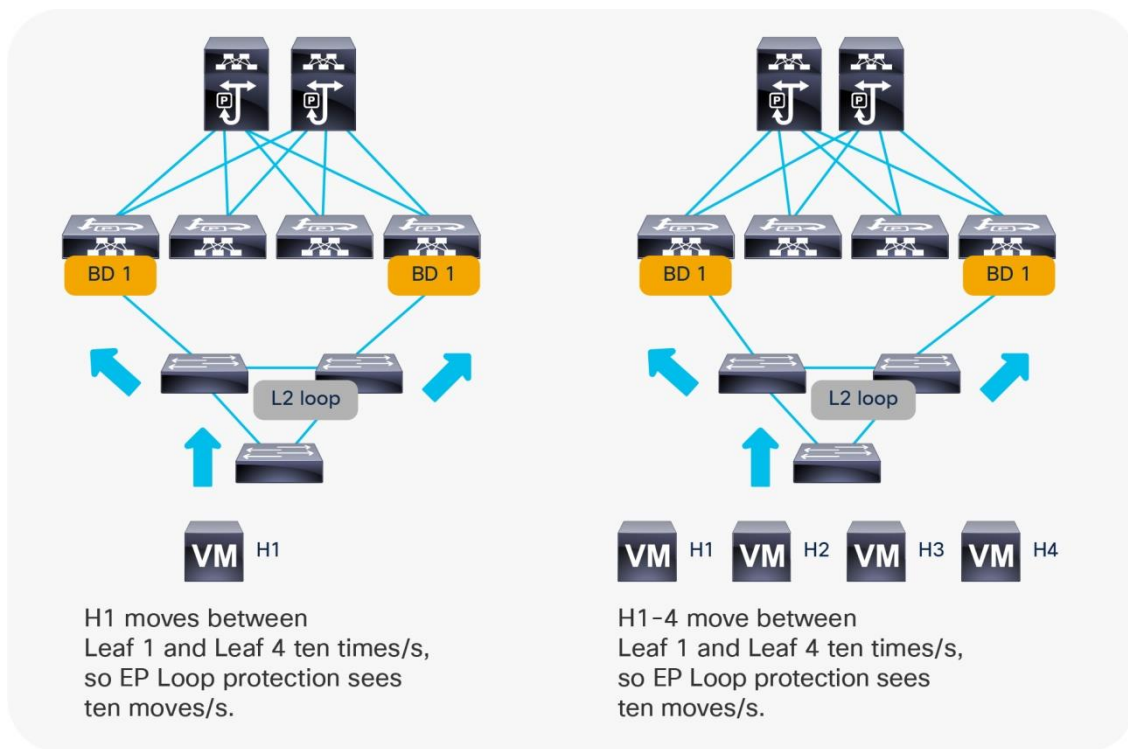 P
P
BD 1
BD 1
L2 loop
VM
H1
H1 moves between
Leaf 1 and Leaf 4 ten times/s,
so EP Loop protection sees
ten moves/s.
P
P
BD 1
BD 1
L2 loop
VM
H1
VM
H2
VM
H3
VM
H4
H1-4 move between
Leaf 1 and Leaf 4 ten times/s,
so EP Loop protection sees
ten moves/s.